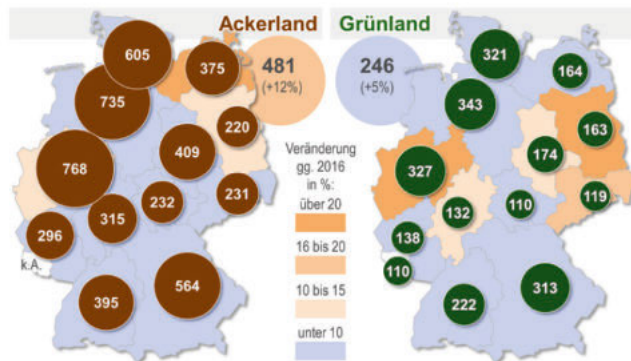 Ackerland
481
(+12%)
605
375
735
220
768
409
315
232
231
296
k.A.
395
564
Veränderung
gg. 2016
in %:
über 20
16 bis 20
10 bis 15
unter 10
Grünland
246
(+5%)
321
164
343
163
327
174
132
110
119
138
110
222
313